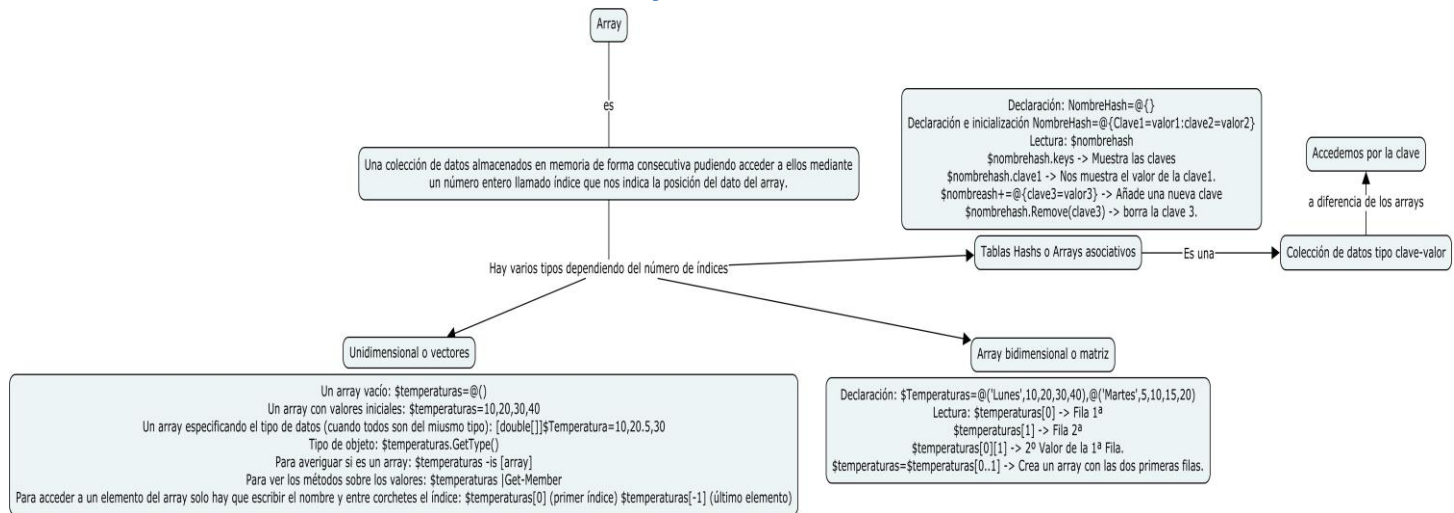 Array
es
Una colección de datos almacenados en memoria de forma consecutiva pudiendo acceder a ellos mediante
un número entero llamado índice que nos indica la posición del dato del array.
Hay varios tipos dependiendo del número de índices
Declaración: NombreHash=@{}
Declaración e inicialización NombreHash=@{Clave1=valor1:clave2=valor2}
Lectura: $nombrehash
$nombrehash.keys -> Muestra las claves
$nombrehash.clave1 -> Nos muestra el valor de la clave1.
$nombreash+=@{clave3=valor3} -> Añade una nueva clave
$nombrehash.Remove(clave3) -> borra la clave 3.
Tablas Hashs o Arrays asociativos
Es una
Colección de datos tipo clave-valor
a diferencia de los arrays
Accedemos por la clave
Unidimensional o vectores
Un array vacío: $temperaturas=@()
Un array con valores iniciales: $temperaturas=10,20,30,40
Un array especificando el tipo de datos (cuando todos son del miusmo tipo): [double[]]$Temperatura=10,20.5,30
Tipo de objeto: $temperaturas.GetType()
Para averiguar si es un array: $temperaturas -is [array]
Para ver los métodos sobre los valores: $temperaturas |Get-Member
Para acceder a un elemento del array solo hay que escribir el nombre y entre corchetes el índice: $temperaturas[0] (primer índice) $temperaturas[-1] (último elemento)
Array bidimensional o matriz
Declaración: $Temperaturas=@('Lunes',10,20,30,40),@('Martes',5,10,15,20)
Lectura: $temperaturas[0] -> Fila 1ª
$temperaturas[1] -> Fila 2ª
$temperaturas[0][1] -> 2º Valor de la 1ª Fila.
$temperaturas=$temperaturas[0..1] -> Crea un array con las dos primeras filas.